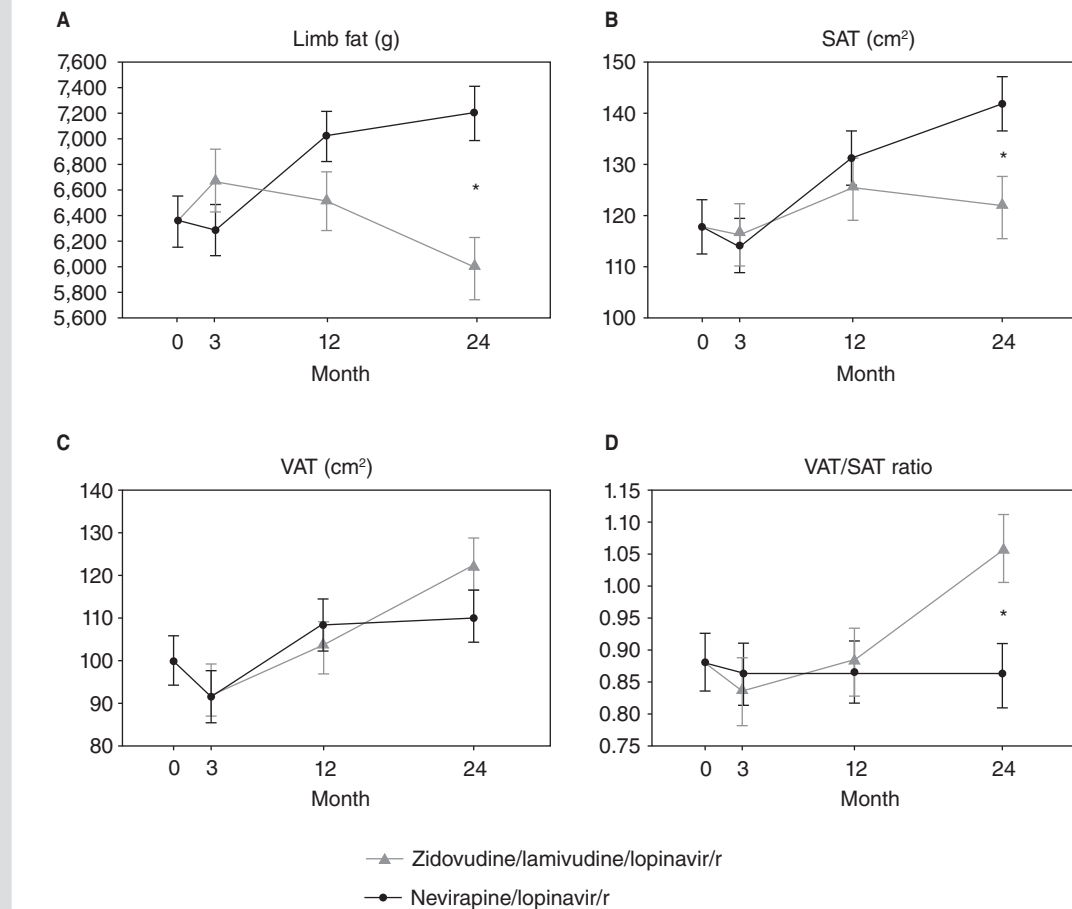 A
Limb fat (g)
7,600
7,400
7,200
7,000
6,800
6,600
6,400
6,200
6,000
5,800
5,600
*
0 3 12 24
Month
B
SAT (cm²)
150
140
130
120
110
100
*
0 3 12 24
Month
C
VAT (cm²)
140
130
120
110
100
90
80
0 3 12 24
Month
D
VAT/SAT ratio
1.15
1.10
1.05
1.00
0.95
0.90
0.85
0.80
0.75
*
0 3 12 24
Month
Zidovudine/lamivudine/lopinavir/r
Nevirapine/lopinavir/r